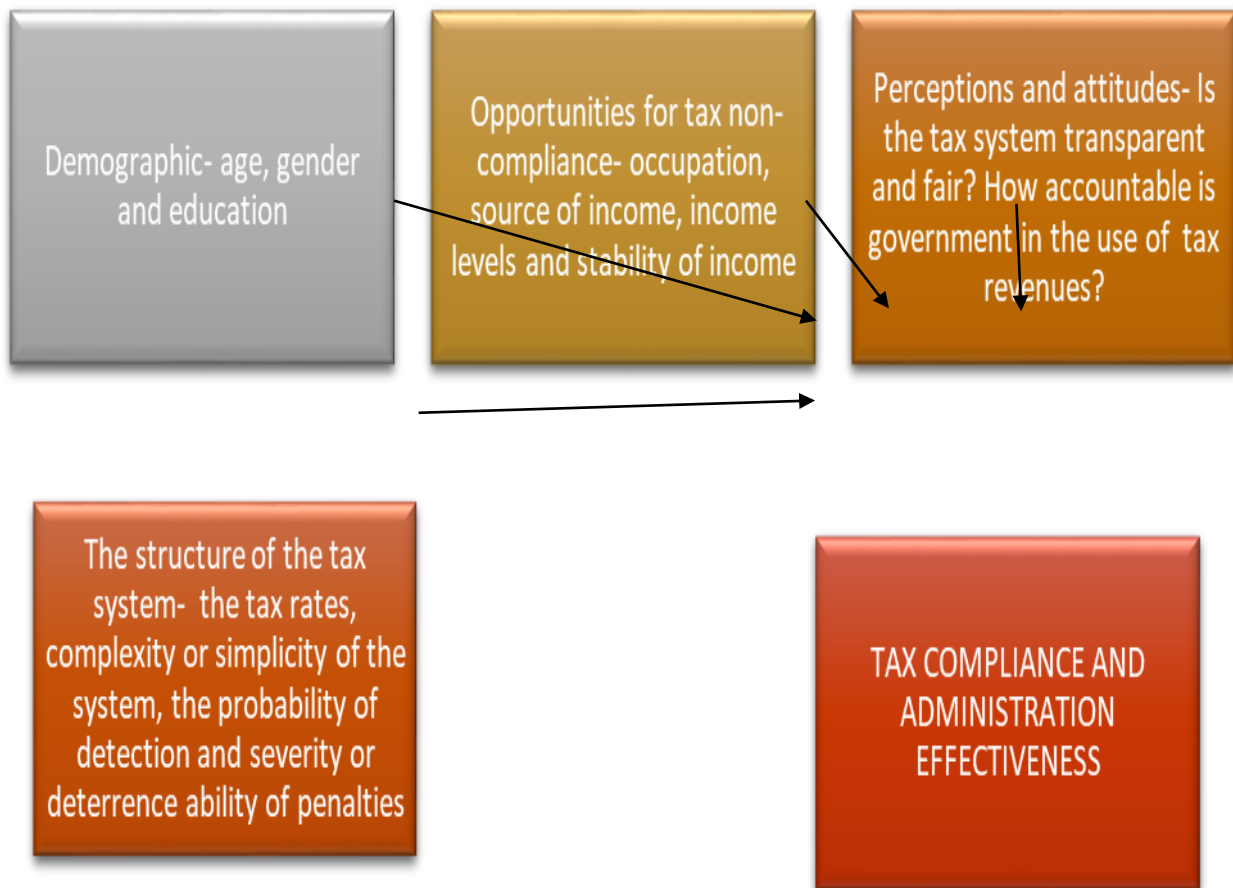 Demographic- age, gender
and education
Opportunities for tax non-
compliance- occupation,
source of income, income
levels and stability of income
Perceptions and attitudes- Is
the tax system transparent
and fair? How accountable is
government in the use of tax
revenues?
The structure of the tax
system- the tax rates,
complexity or simplicity of the
system, the probability of
detection and severity or
deterrence ability of penalties
TAX COMPLIANCE AND
ADMINISTRATION
EFFECTIVENESS